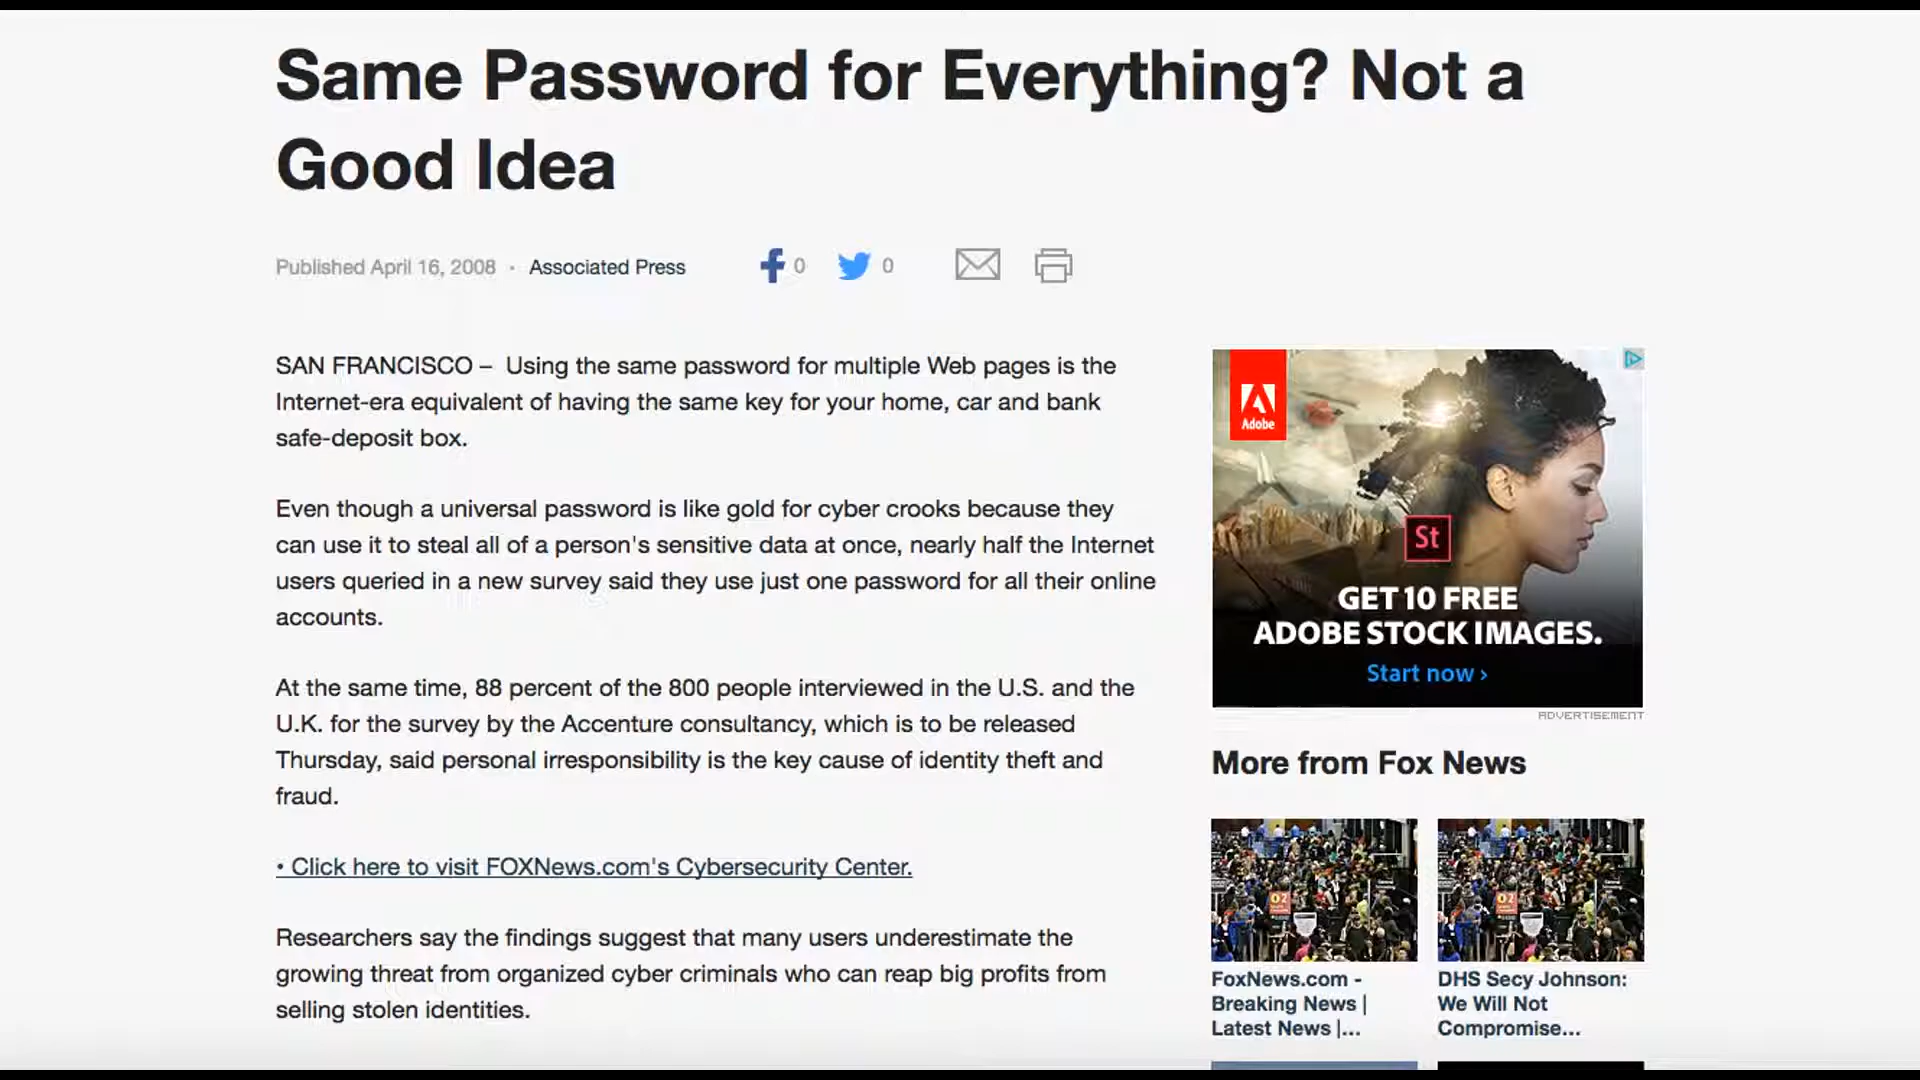 Same Password for Everything? Not a
Good Idea
Published April 16, 2008 · Associated Press
0
0
SAN FRANCISCO – Using the same password for multiple Web pages is the
Internet-era equivalent of having the same key for your home, car and bank
safe-deposit box.
Even though a universal password is like gold for cyber crooks because they
can use it to steal all of a person's sensitive data at once, nearly half the Internet
users queried in a new survey said they use just one password for all their online
accounts.
At the same time, 88 percent of the 800 people interviewed in the U.S. and the
U.K. for the survey by the Accenture consultancy, which is to be released
Thursday, said personal irresponsibility is the key cause of identity theft and
fraud.
• Click here to visit FOXNews.com's Cybersecurity Center.
Researchers say the findings suggest that many users underestimate the
growing threat from organized cyber criminals who can reap big profits from
selling stolen identities.
Adobe
St
GET 10 FREE
ADOBE STOCK IMAGES.
Start now ›
ADVERTISEMENT
More from Fox News
FoxNews.com -
Breaking News |
Latest News |...
DHS Secy Johnson:
We Will Not
Compromise...